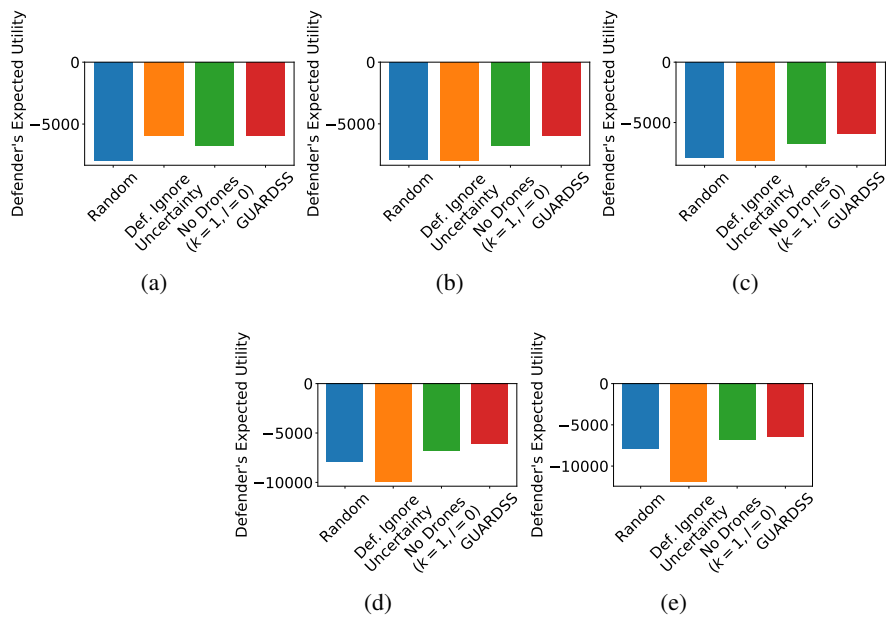 Defender's Expected Utility
0
−5000
Random
Def. Ignore
Uncertainty
No Drones
(k = 1, l = 0)
GUARDSS
(a)
Defender's Expected Utility
0
−5000
Random
Def. Ignore
Uncertainty
No Drones
(k = 1, l = 0)
GUARDSS
(b)
Defender's Expected Utility
0
−5000
Random
Def. Ignore
Uncertainty
No Drones
(k = 1, l = 0)
GUARDSS
(c)
Defender's Expected Utility
0
−5000
−10000
Random
Def. Ignore
Uncertainty
No Drones
(k = 1, l = 0)
GUARDSS
(d)
Defender's Expected Utility
0
−5000
−10000
Random
Def. Ignore
Uncertainty
No Drones
(k = 1, l = 0)
GUARDSS
(e)